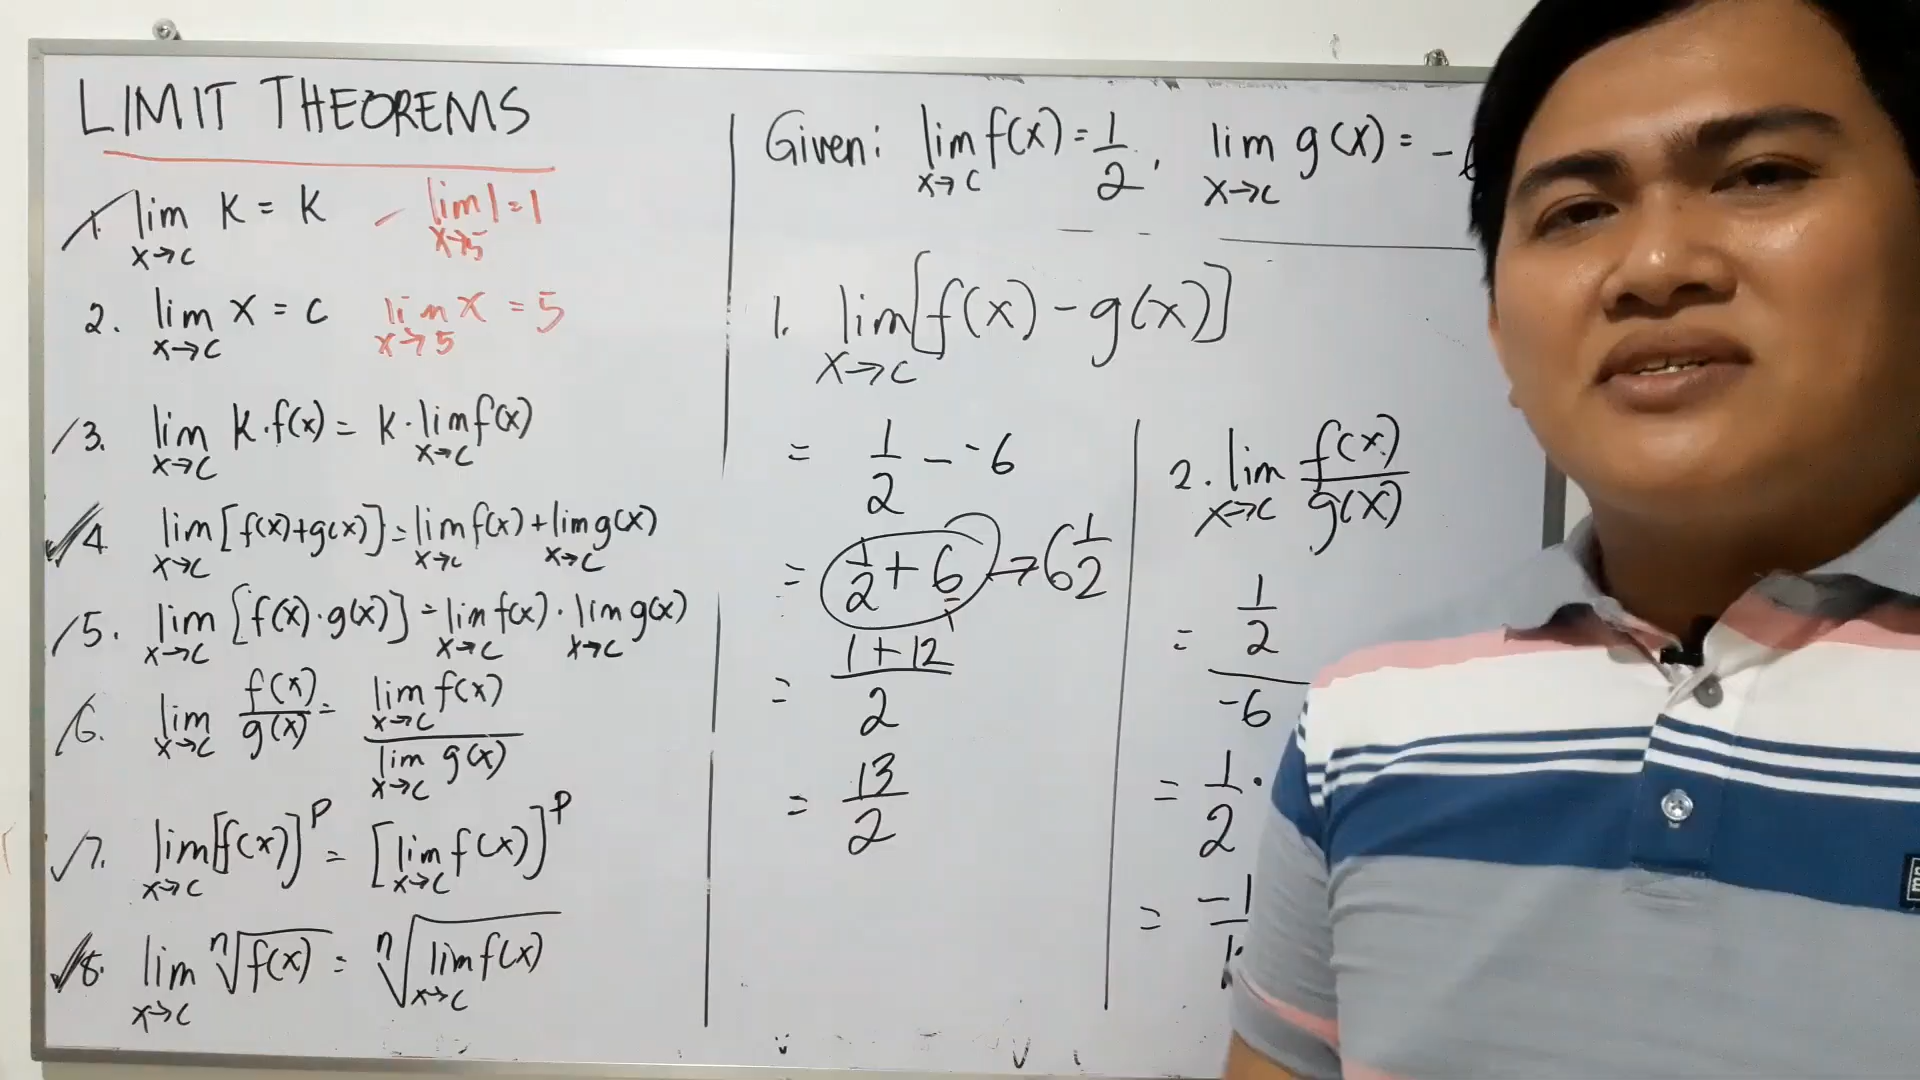 LIMIT THEOREMS
1. lim K = K
x→c
lim 1 = 1
x→5
2. lim x = c
x→c
lim x = 5
x→5
3. lim K·f(x) = K·lim f(x)
x→c x→c
4. lim [f(x)+g(x)] = lim f(x) + lim g(x)
x→c x→c x→c
5. lim [f(x)·g(x)] = lim f(x) · lim g(x)
x→c x→c x→c
6. lim f(x)/g(x) = lim f(x)
x→c x→c
lim g(x)
x→c
7. lim [f(x)]^p = [lim f(x)]^p
x→c x→c
8. lim ⁿ√f(x) = ⁿ√lim f(x)
x→c x→c
Given: lim f(x) = 1/2, lim g(x) = -6
x→c x→c
1. lim [f(x) - g(x)]
x→c
= 1/2 - -6
= 1/2 + 6 → 6 1/2
= 1+12
2
= 13
2
2. lim f(x)/g(x)
x→c
= 1/2
-6
= 1/2 ·
= -1